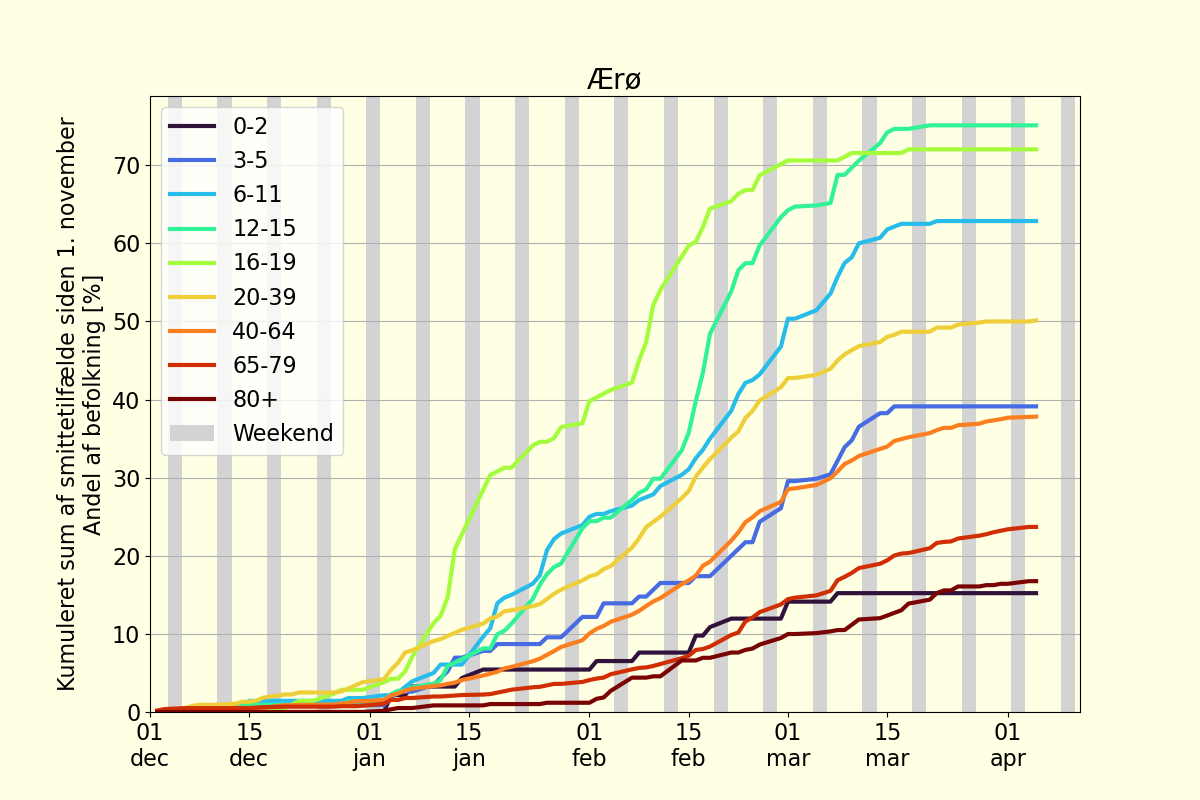 Ærø
Kumuleret sum af smittetilfælde siden 1. november
Andel af befolkning [%]
70
60
50
40
30
20
10
0
0-2
3-5
6-11
12-15
16-19
20-39
40-64
65-79
80+
Weekend
01 15 01 15 01 15 01 15 01
dec dec jan jan feb feb mar mar apr